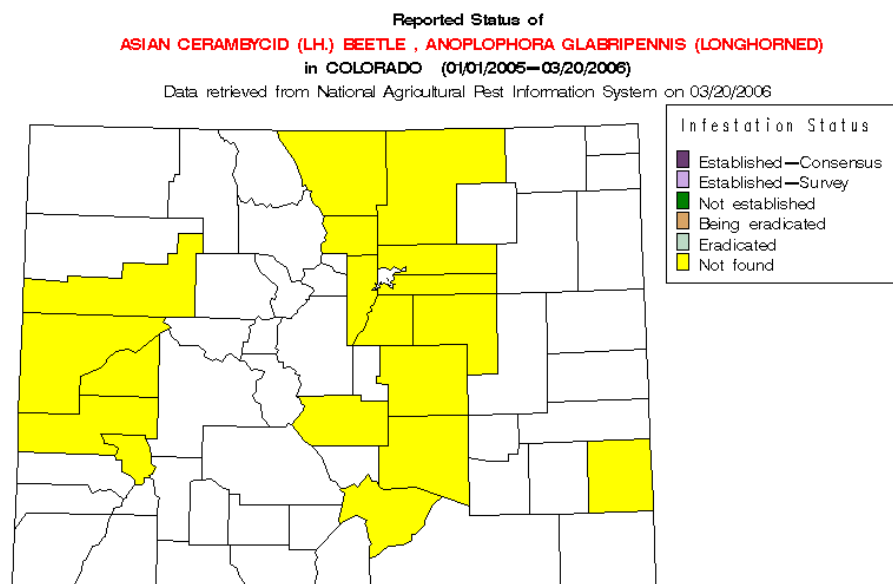 Reported Status of
ASIAN CERAMBYCID (LH.) BEETLE , ANOPLOPHORA GLABRIPENNIS (LONGHORNED)
in COLORADO (01/01/2005—03/20/2006)
Data retrieved from National Agricultural Pest Information System on 03/20/2006
Infestation Status
Established—Consensus
Established—Survey
Not established
Being eradicated
Eradicated
Not found